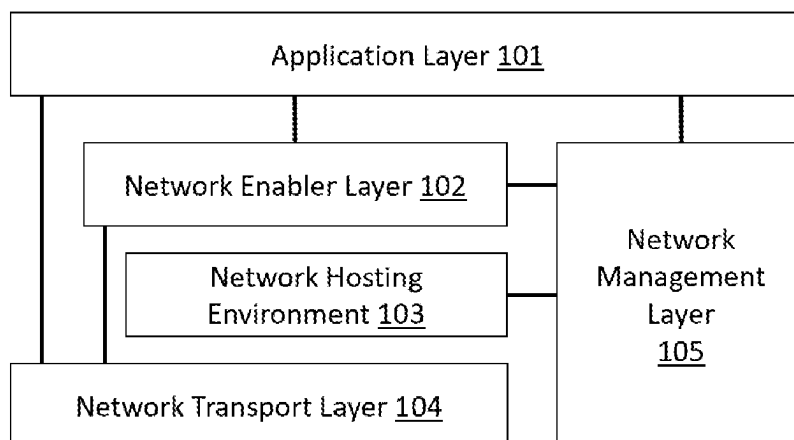 Application Layer 101
Network Enabler Layer 102
Network Hosting
Environment 103
Network
Management
Layer
105
Network Transport Layer 104